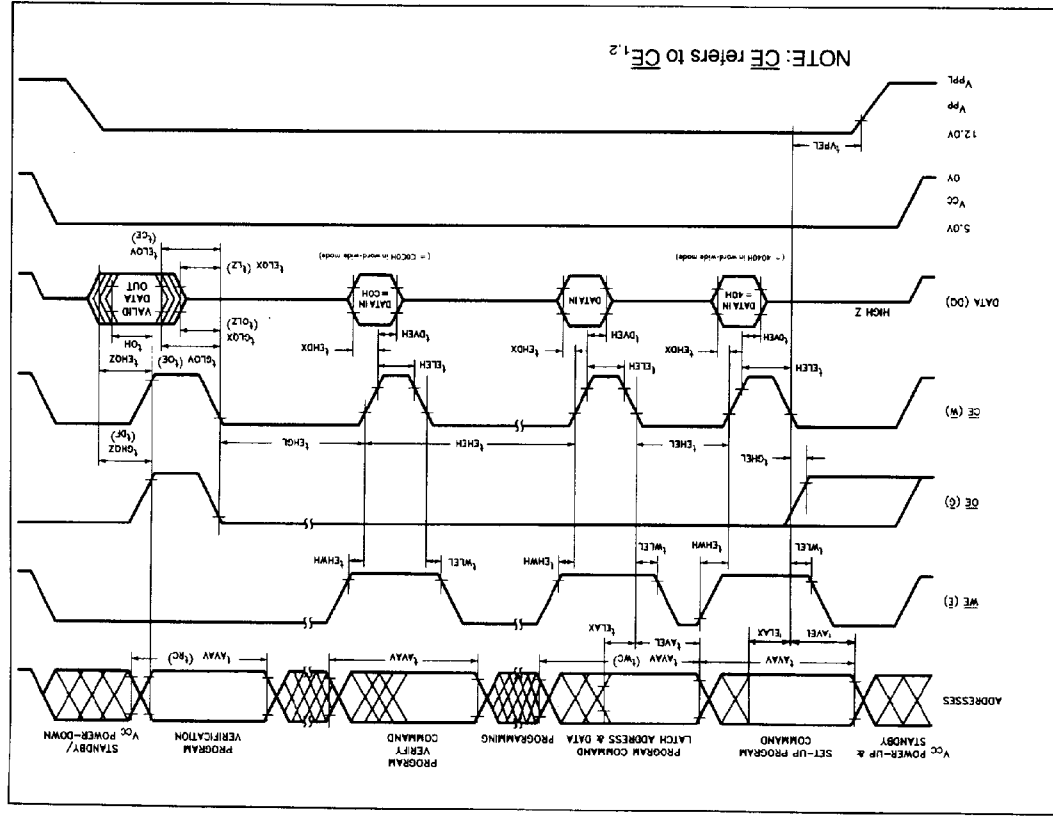 VCC POWER-UP & STANDBY
SET-UP PROGRAM COMMAND
PROGRAM COMMAND LATCH ADDRESS & DATA
PROGRAMMING
PROGRAM VERIFY COMMAND
PROGRAM VERIFICATION
STANDBY/ VCC POWER-DOWN
ADDRESSES
tAVAV
tAVAV (tWC)
tAVAV
tAVAV (tRC)
tAVEL
tELAX
tAVEL
tELAX
WE (E)
tWLEL
tEHWH
tWLEL
tEHWH
tWLEL
tEHWH
OE (G)
tGHEL
tGHQZ (tDF)
tEHEL
tEHEH
tEHGL
CE (W)
tELEH
tEHDX
tELEH
tEHDX
tELEH
tEHDX
tGLQV (tOE)
tEHQZ
tDVEH
tDVEH
tDVEH
tGLQX (tOLZ)
tOH
DATA (DQ)
HIGH Z
DATA IN = 40H
DATA IN
DATA IN = C0H
VALID DATA OUT
(= 4040H in word-wide mode)
(= C0C0H in word-wide mode)
tELQX (tLZ)
tELQV (tCE)
5.0V
VCC
0V
tVPEL
12.0V
VPP
VPPL
NOTE: CE refers to CE1,2